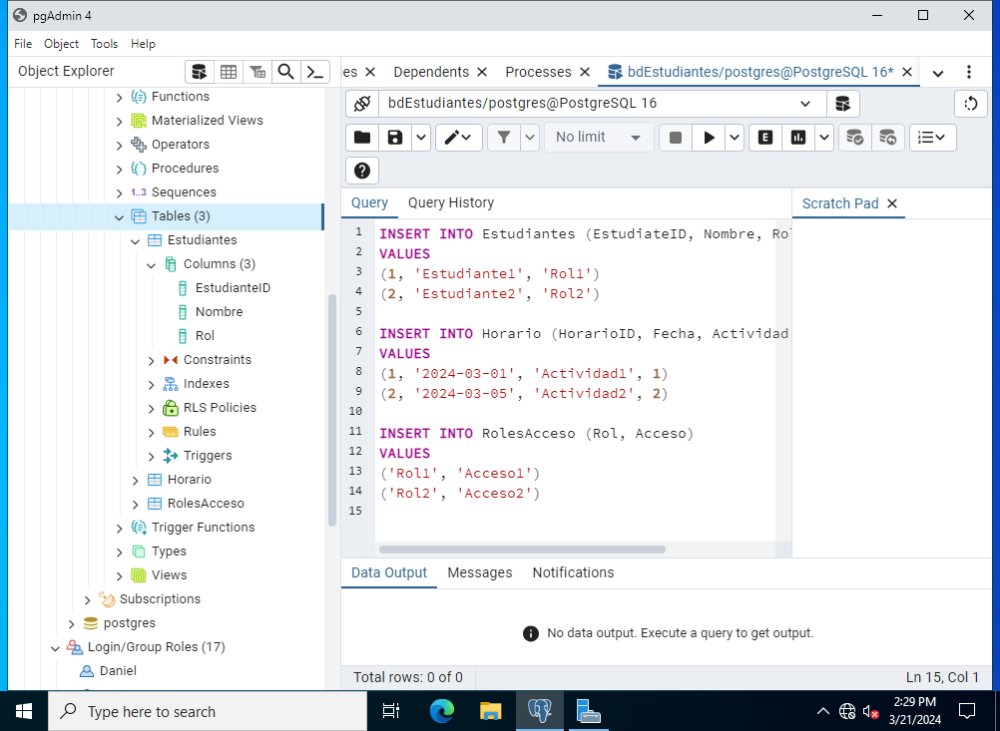 pgAdmin 4
File Object Tools Help
Object Explorer
es Dependents Processes bdEstudiantes/postgres@PostgreSQL 16*
bdEstudiantes/postgres@PostgreSQL 16
No limit
E
Query Query History
Scratch Pad
Functions
Materialized Views
Operators
Procedures
1..3 Sequences
Tables (3)
Estudiantes
Columns (3)
EstudianteID
Nombre
Rol
Constraints
Indexes
RLS Policies
Rules
Triggers
Horario
RolesAcceso
Trigger Functions
Types
Views
Subscriptions
postgres
Login/Group Roles (17)
Daniel
1 INSERT INTO Estudiantes (EstudiateID, Nombre, Rol
2 VALUES
3 (1, 'Estudiante1', 'Rol1')
4 (2, 'Estudiante2', 'Rol2')
5
6 INSERT INTO Horario (HorarioID, Fecha, Actividad
7 VALUES
8 (1, '2024-03-01', 'Actividad1', 1)
9 (2, '2024-03-05', 'Actividad2', 2)
10
11 INSERT INTO RolesAcceso (Rol, Acceso)
12 VALUES
13 ('Rol1', 'Acceso1')
14 ('Rol2', 'Acceso2')
15
Data Output Messages Notifications
No data output. Execute a query to get output.
Total rows: 0 of 0 Ln 15, Col 1
Type here to search
2:29 PM
3/21/2024